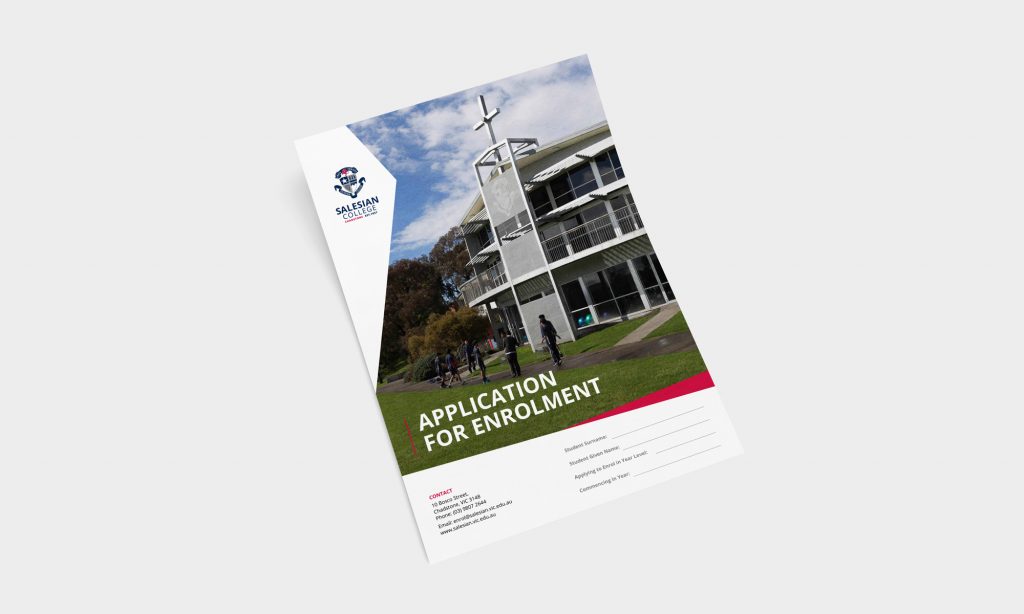 SALESIAN
COLLEGE
APPLICATION
FOR ENROLMENT
Student Surname:
Student Given Name:
Applying to Enrol in Year Level:
Commencing in Year:
CONTACT
10 Bosco Street,
Chadstone, VIC 3148
Phone: (03) 9807 2644
Email: enrol@salesian.vic.edu.au
www.salesian.vic.edu.au